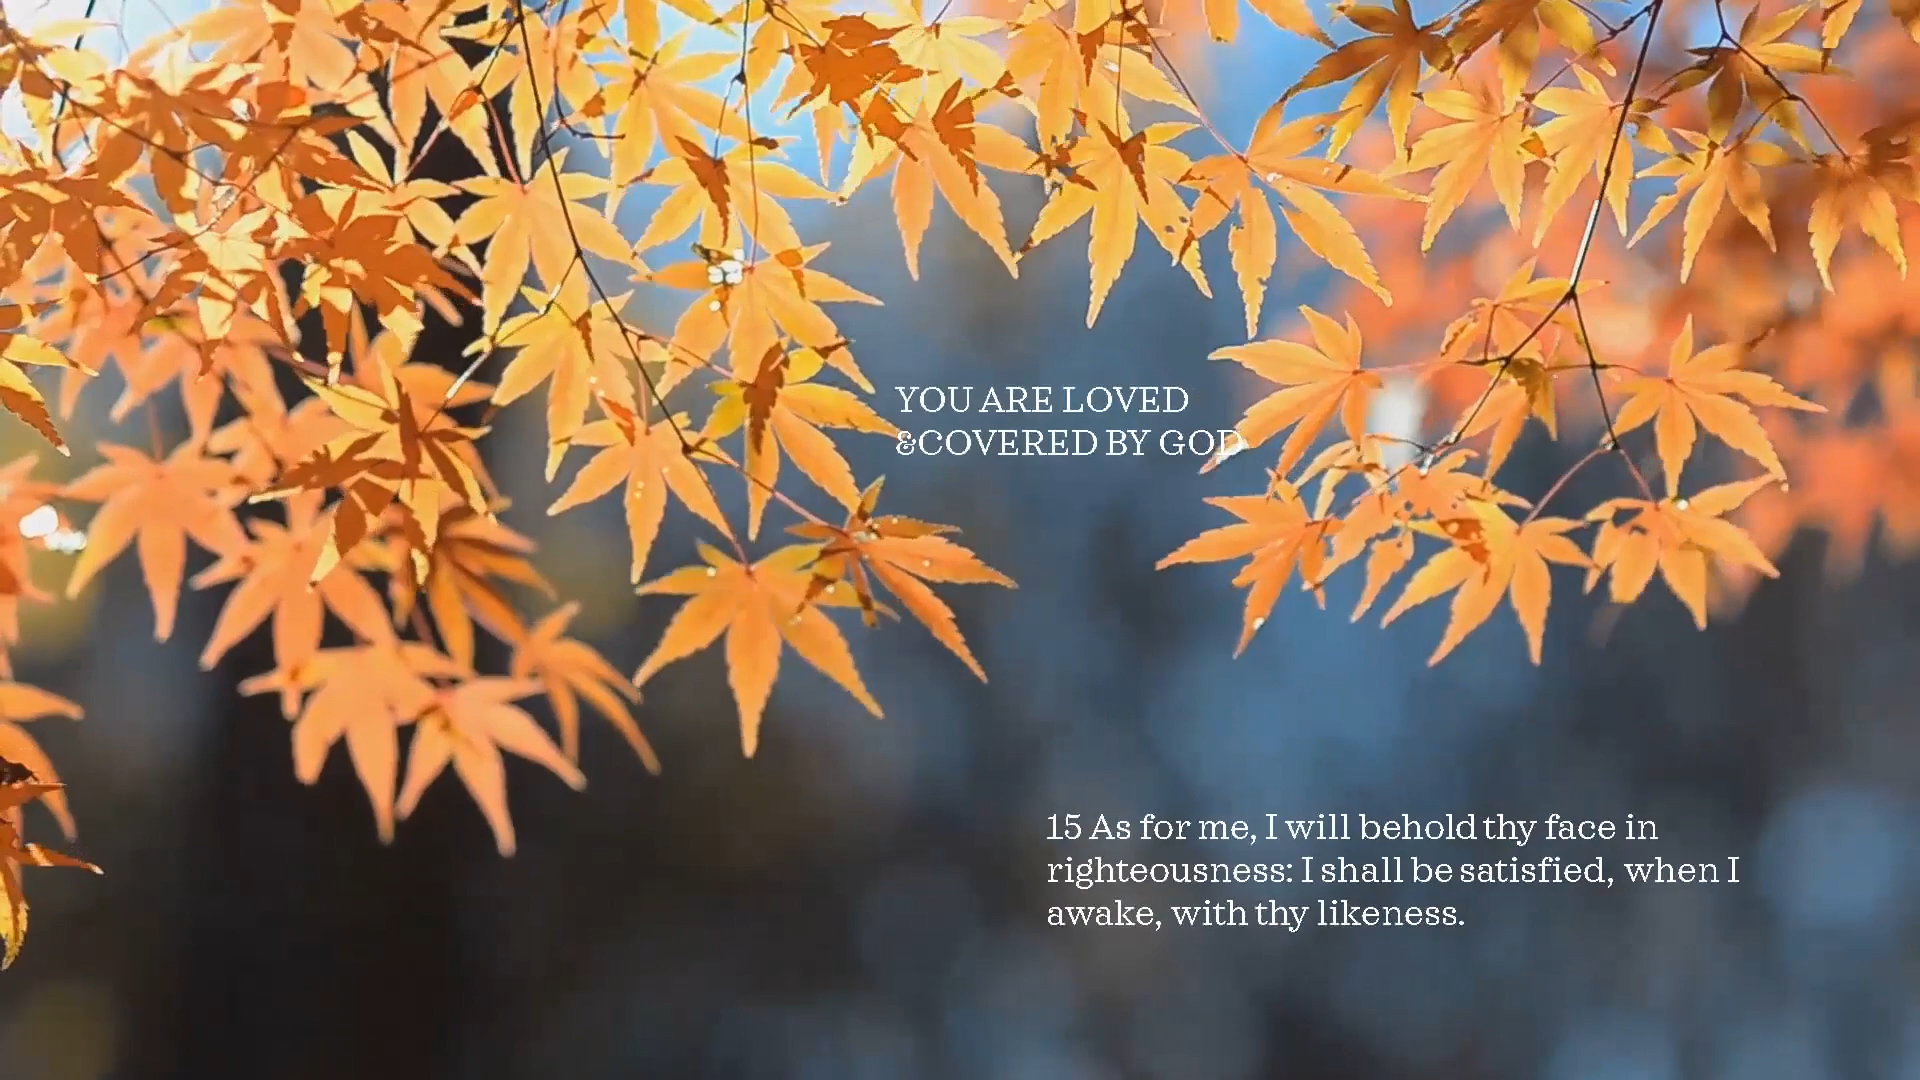 YOU ARE LOVED
&COVERED BY GOD
15 As for me, I will behold thy face in
righteousness: I shall be satisfied, when I
awake, with thy likeness.